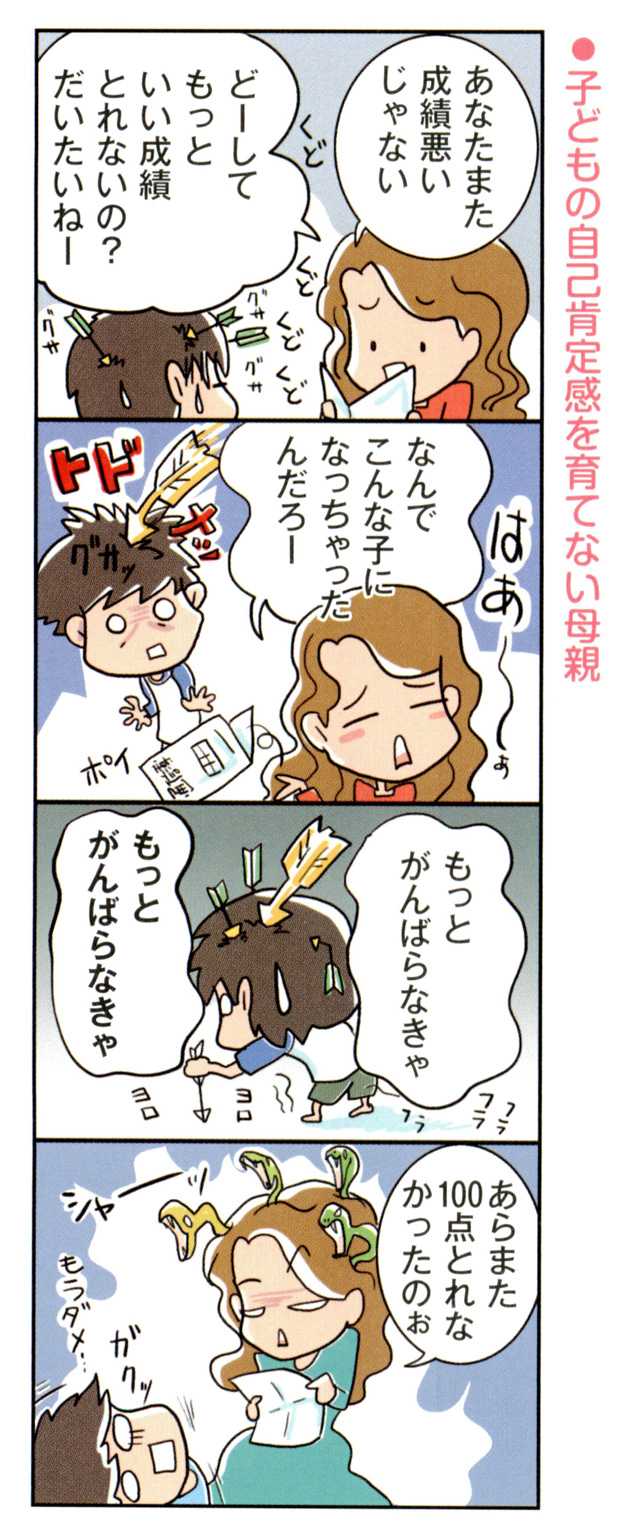 ●子どもの自己肯定感を育てない母親
あなたまた
成績悪い
じゃない
くど
どーして
もっと
いい成績
とれないの？
だいたいねー
くど
くど
くど
グサ
グサ
グサ
はあ〜〜ぁ
なんで
こんな子に
なっちゃった
んだろー
トドメッ
グサッ
ポイ
もっと
がんばらなきゃ
もっと
がんばらなきゃ
フラ
フラ
フラ
ヨロ
ヨロ
あらまた
100点とれな
かったのぉ
シャーッ
もうダメ…
ガクッ